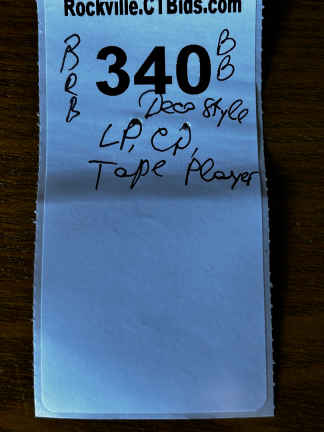 Rockville.CTBids.com
340
Deco Style
LP, CD,
Tape Player